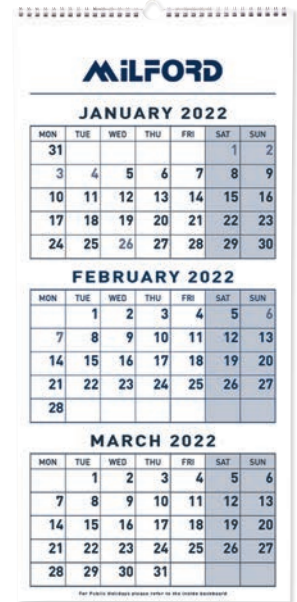 MiLFORD
JANUARY 2022
MON TUE WED THU FRI SAT SUN
31 1 2
3 4 5 6 7 8 9
10 11 12 13 14 15 16
17 18 19 20 21 22 23
24 25 26 27 28 29 30
FEBRUARY 2022
MON TUE WED THU FRI SAT SUN
1 2 3 4 5 6
7 8 9 10 11 12 13
14 15 16 17 18 19 20
21 22 23 24 25 26 27
28
MARCH 2022
MON TUE WED THU FRI SAT SUN
1 2 3 4 5 6
7 8 9 10 11 12 13
14 15 16 17 18 19 20
21 22 23 24 25 26 27
28 29 30 31
For Public Holidays please refer to the inside backboard